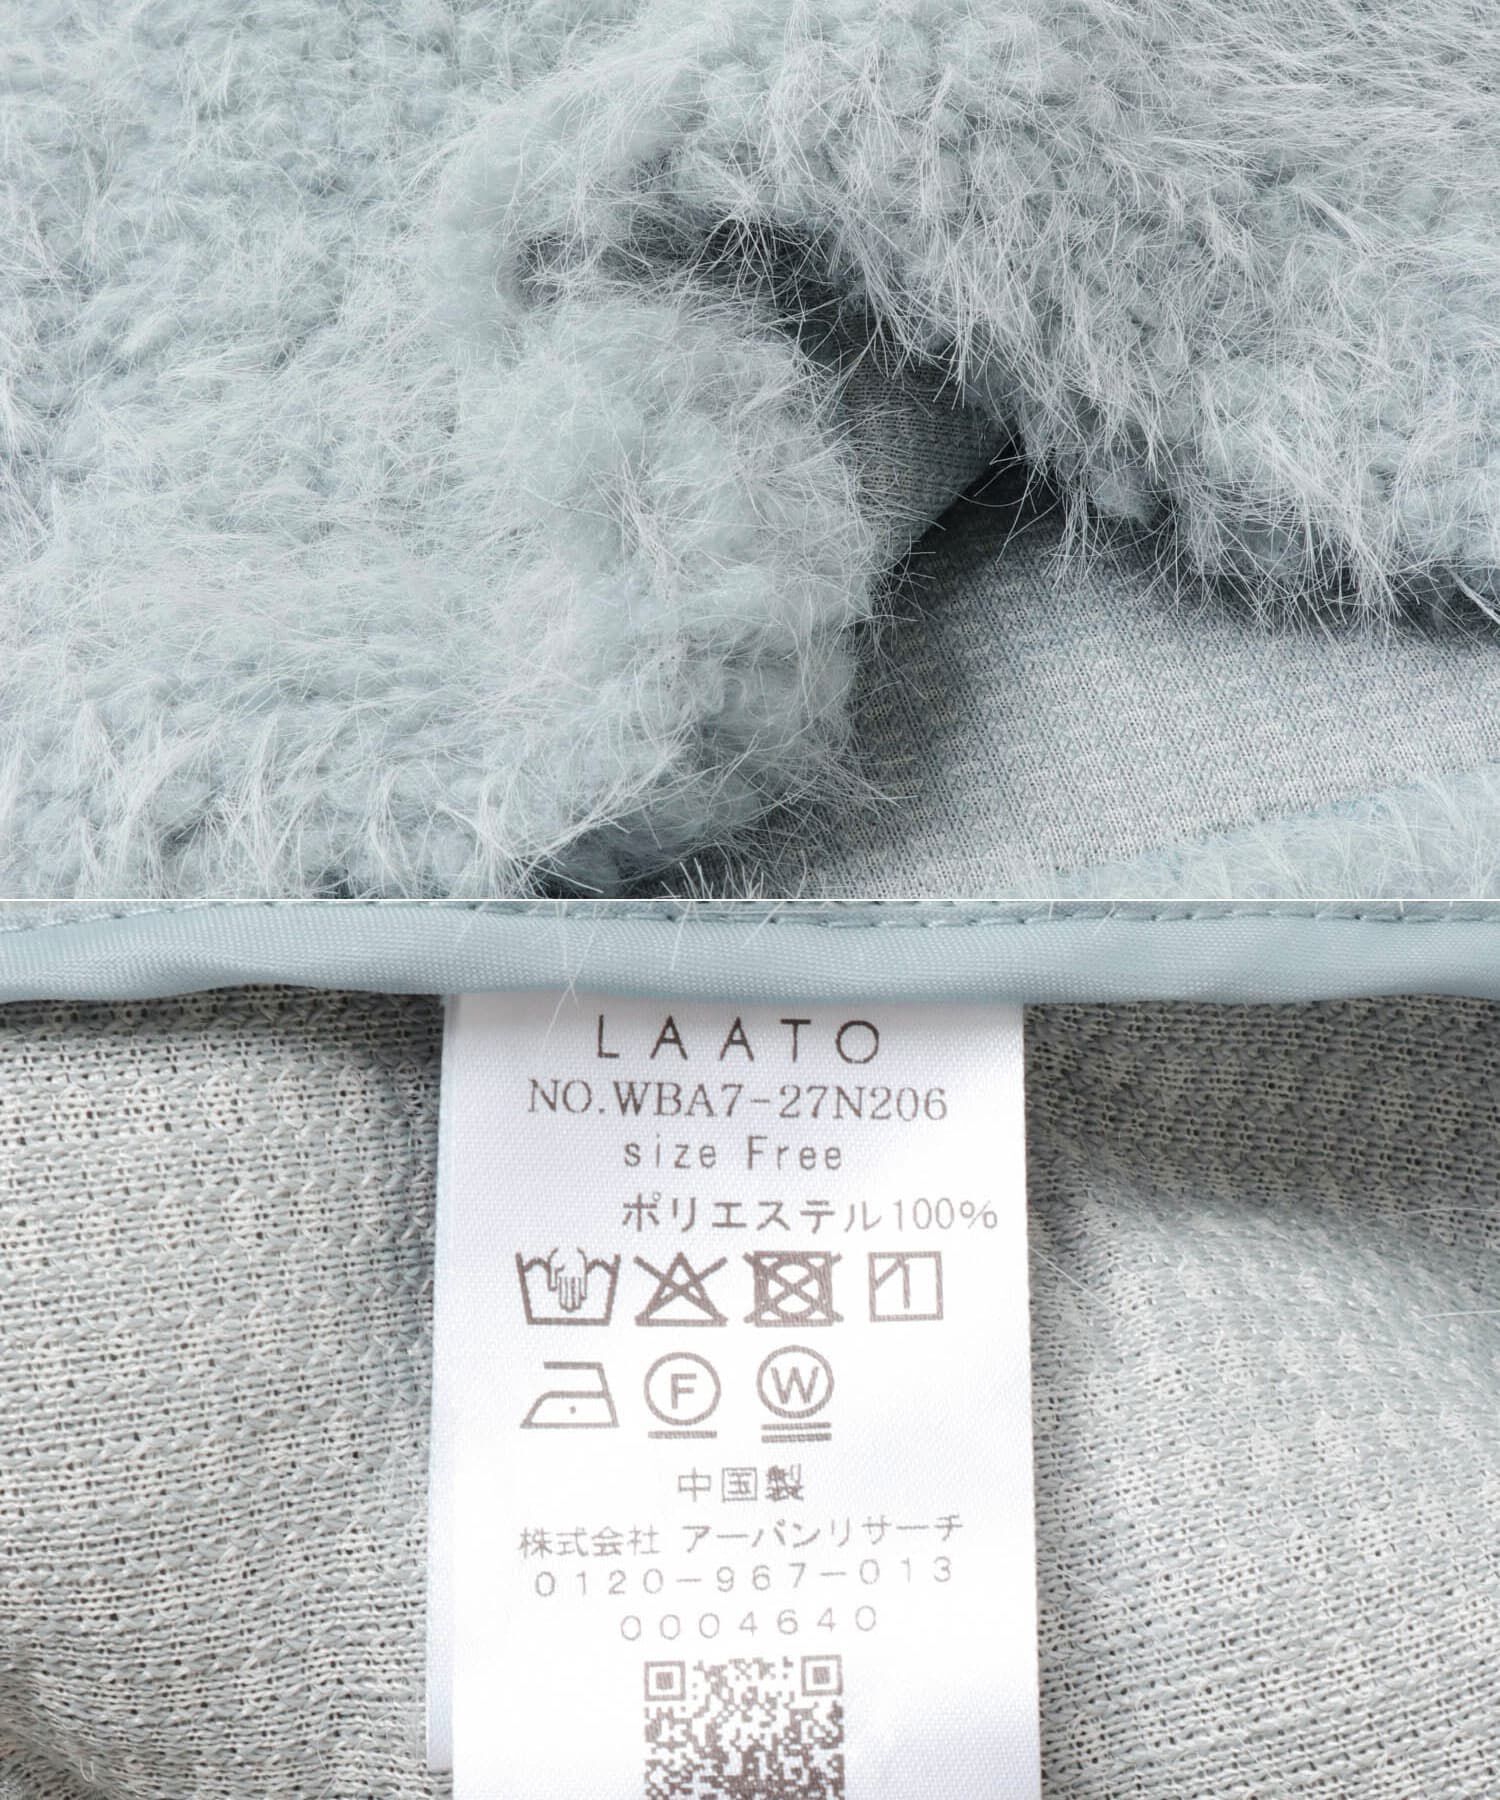 LAATO
NO.WBA7-27N206
size Free
ポリエステル100%
F W
中国製
株式会社 アーバンリサーチ
0120-967-013
0004640